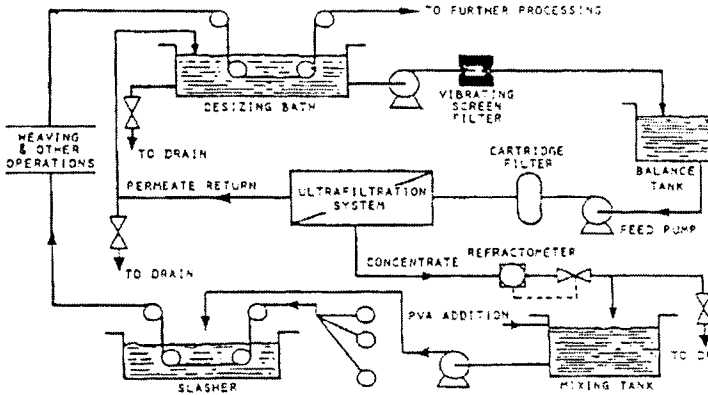 TO FURTHER PROCESSING
DESIZING BATH
VIBRATING
SCREEN
FILTER
WEAVING
& OTHER
OPERATIONS
TO DRAIN
CARTRIDGE
FILTER
BALANCE
TANK
PERMEATE RETURN
ULTRAFILTRATION
SYSTEM
FEED PUMP
CONCENTRATE
REFRACTOMETER
TO DRAIN
PVA ADDITION
TO D
SLASHER
MIXING TANK